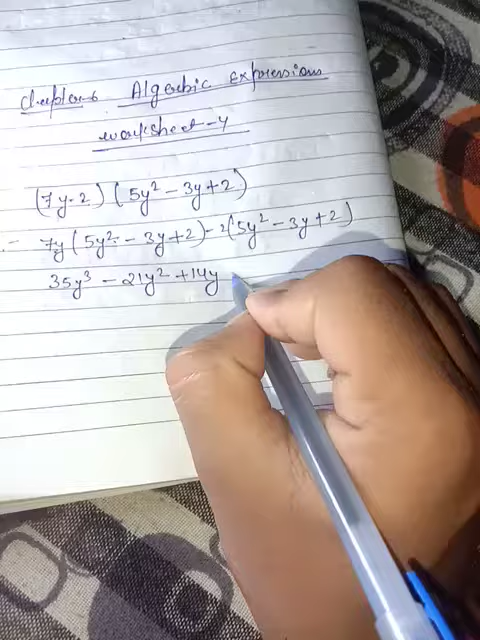 Chapter-6 Algebric Expressions
worksheet-4
(7y-2) (5y² - 3y+2)
- 7y(5y² - 3y+2) - 2(5y² - 3y+2)
35y³ - 21y² +14y